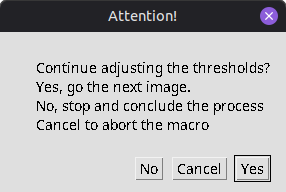 Attention!
Continue adjusting the thresholds?
Yes, go the next image.
No, stop and conclude the process
Cancel to abort the macro
No Cancel Yes